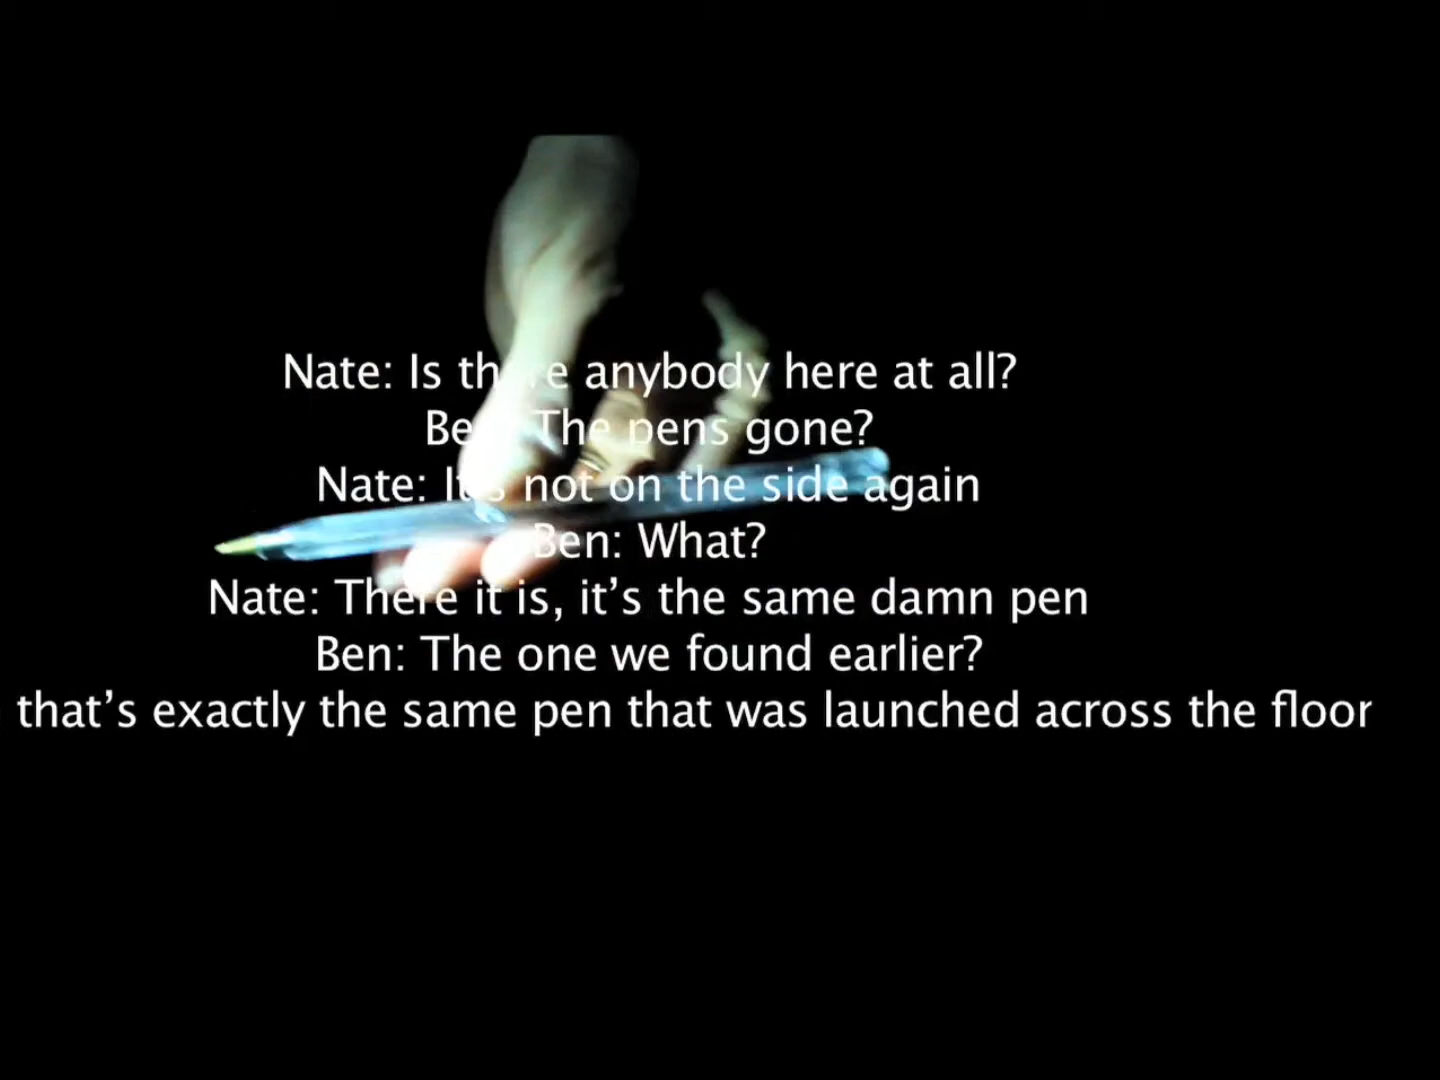 Nate: Is there anybody here at all?
Ben: The pens gone?
Nate: It's not on the side again
Ben: What?
Nate: There it is, it’s the same damn pen
Ben: The one we found earlier?
that’s exactly the same pen that was launched across the floor